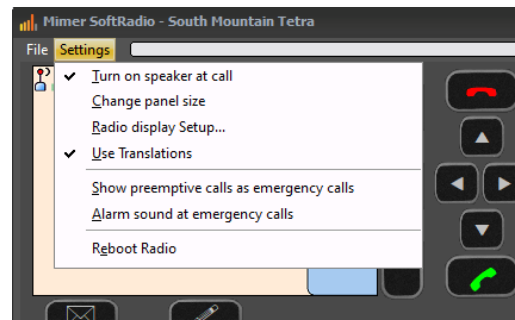 Mimer SoftRadio - South Mountain Tetra
File Settings
Turn on speaker at call
Change panel size
Radio display Setup...
Use Translations
Show preemptive calls as emergency calls
Alarm sound at emergency calls
Reboot Radio